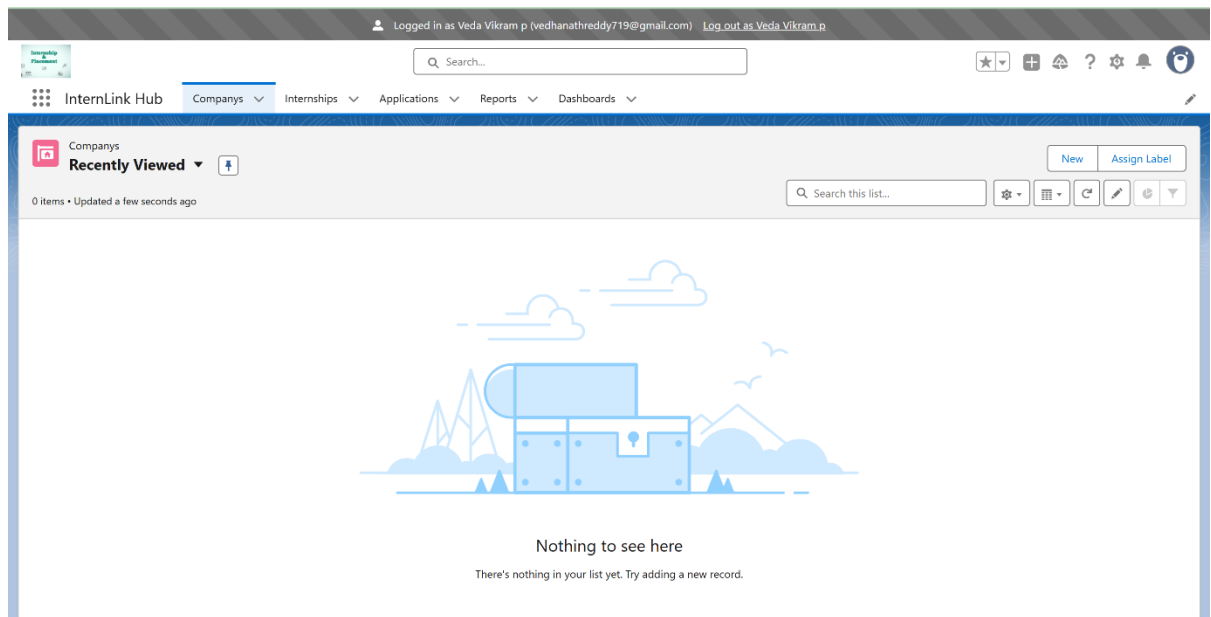 Logged in as Veda Vikram p (vedhanathreddy719@gmail.com) Log out as Veda Vikram p
Internship
&
Placement
Search...
InternLink Hub Companys Internships Applications Reports Dashboards
Companys
Recently Viewed
New Assign Label
0 items • Updated a few seconds ago
Search this list...
Nothing to see here
There's nothing in your list yet. Try adding a new record.